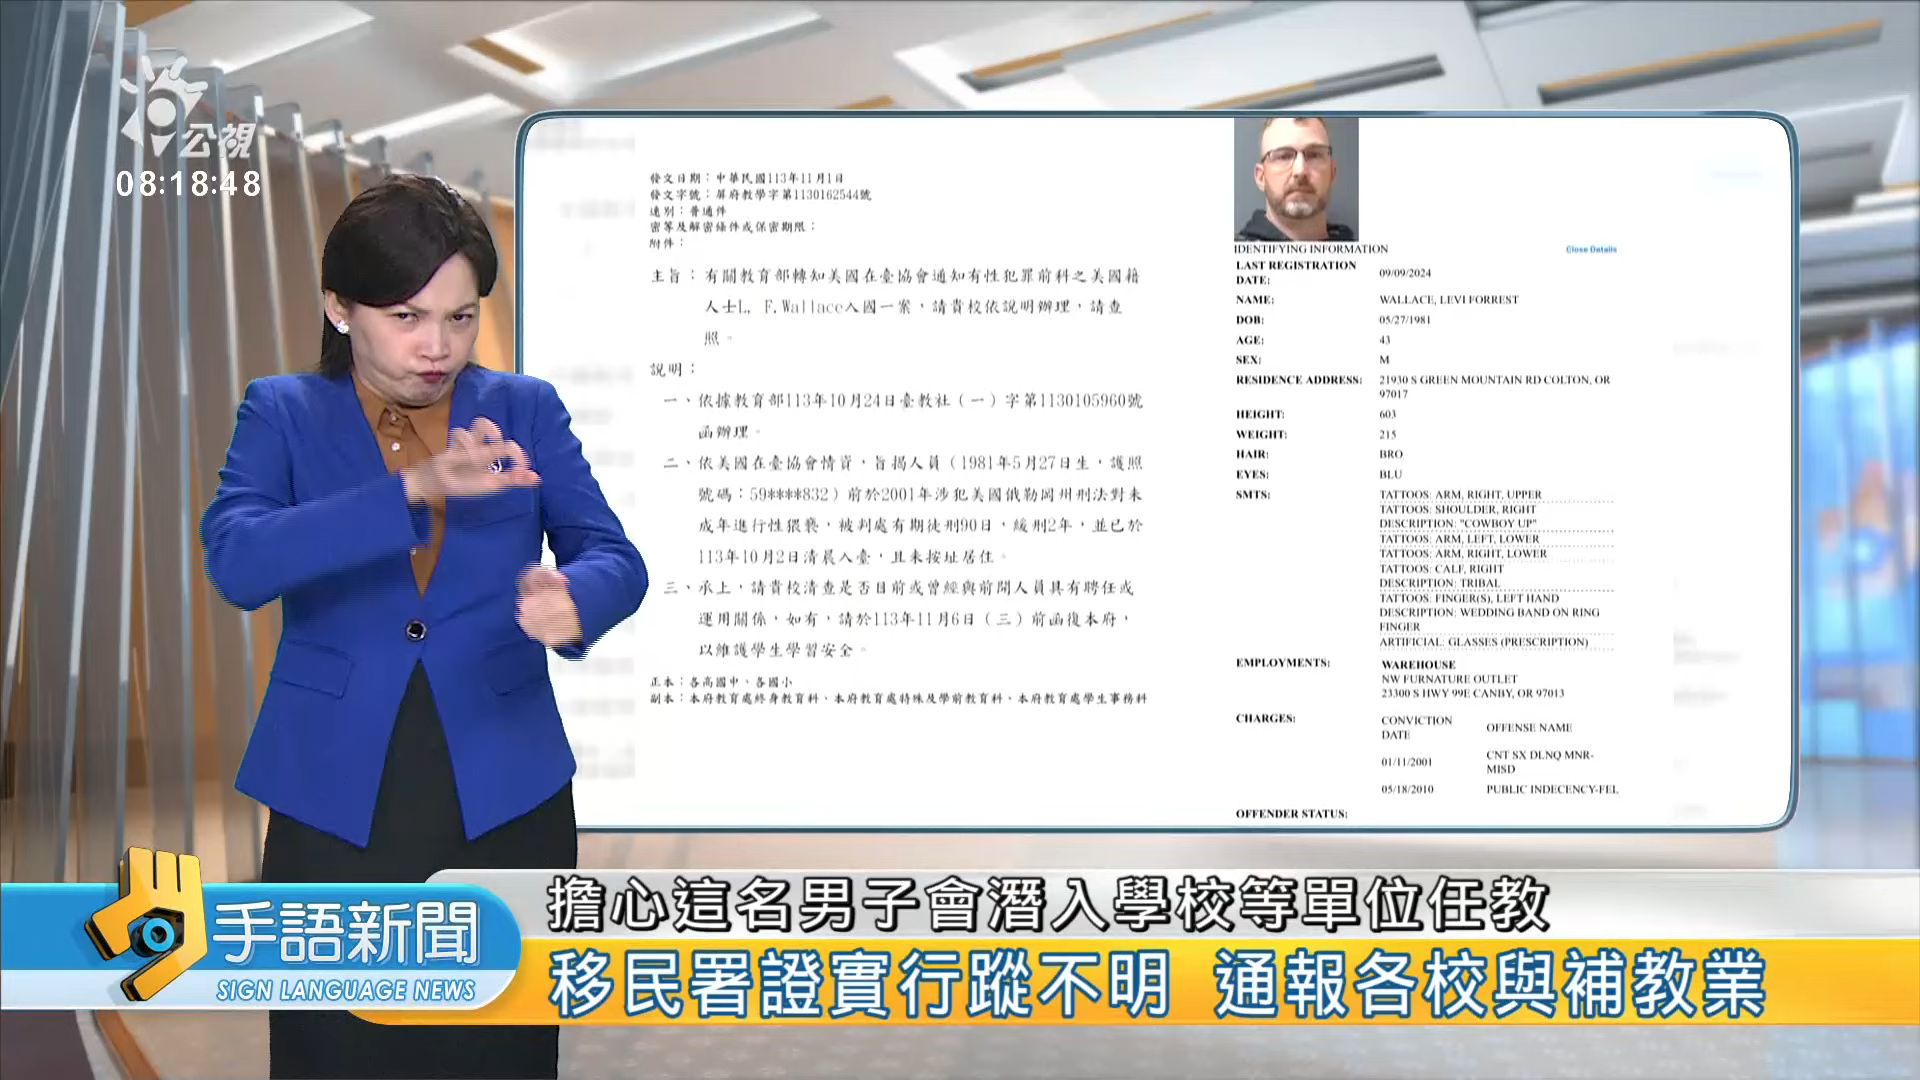 公視
08:18:48
發文日期：中華民國113年11月1日
發文字號：屏府教學字第1130162544號
速別：普通件
密等及解密條件或保密期限：
附件：
主旨：有關教育部轉知美國在臺協會通知有性犯罪前科之美國籍
人士L. F.Wallace入國一案，請貴校依說明辦理，請查
照。
說明：
一、依據教育部113年10月24日臺教社（一）字第1130105960號
函辦理。
二、依美國在臺協會情資，旨揭人員（1981年5月27日生，護照
號碼：59****832）前於2001年涉犯美國俄勒岡州刑法對未
成年進行性猥褻，被判處有期徒刑90日，緩刑2年，並已於
113年10月2日清晨入臺，且未按址居住。
三、承上，請貴校清查是否目前或曾經與前開人員具有聘任或
運用關係，如有，請於113年11月6日（三）前函復本府，
以維護學生學習安全。
正本：各高國中、各國小
副本：本府教育處終身教育科、本府教育處特殊及學前教育科、本府教育處學生事務科
IDENTIFYING INFORMATION
Close Details
LAST REGISTRATION DATE: 09/09/2024
NAME: WALLACE, LEVI FORREST
DOB: 05/27/1981
AGE: 43
SEX: M
RESIDENCE ADDRESS: 21930 S GREEN MOUNTAIN RD COLTON, OR
97017
HEIGHT: 603
WEIGHT: 215
HAIR: BRO
EYES: BLU
SMTS: TATTOOS: ARM, RIGHT, UPPER
TATTOOS: SHOULDER, RIGHT
DESCRIPTION: "COWBOY UP"
TATTOOS: ARM, LEFT, LOWER
TATTOOS: ARM, RIGHT, LOWER
TATTOOS: CALF, RIGHT
DESCRIPTION: TRIBAL
TATTOOS: FINGER(S), LEFT HAND
DESCRIPTION: WEDDING BAND ON RING
FINGER
ARTIFICIAL: GLASSES (PRESCRIPTION)
EMPLOYMENTS: WAREHOUSE
NW FURNATURE OUTLET
23300 S HWY 99E CANBY, OR 97013
CHARGES: CONVICTION DATE OFFENSE NAME
01/11/2001 CNT SX DLNQ MNR-MISD
05/18/2010 PUBLIC INDECENCY-FEL
OFFENDER STATUS:
擔心這名男子會潛入學校等單位任教
手語新聞
SIGN LANGUAGE NEWS
移民署證實行蹤不明 通報各校與補教業